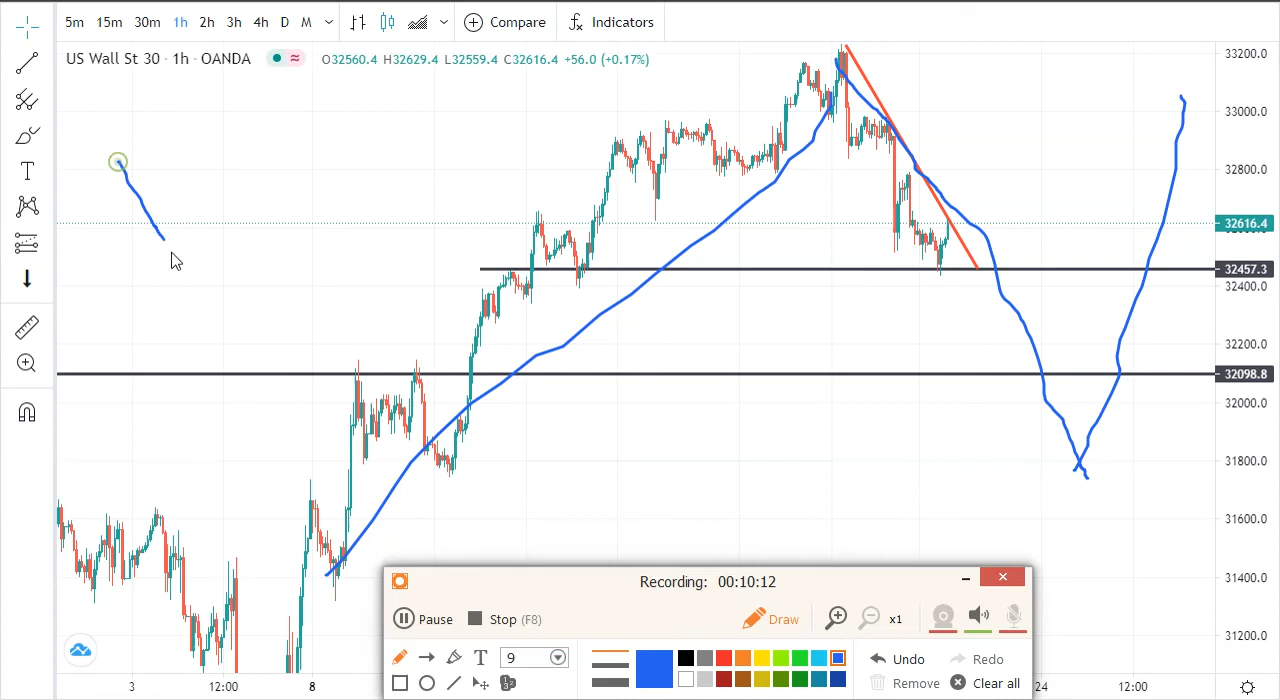 5m 15m 30m 1h 2h 3h 4h D M Compare Indicators
US Wall St 30 · 1h · OANDA O32560.4 H32629.4 L32559.4 C32616.4 +56.0 (+0.17%)
33200.0
33000.0
32800.0
32616.4
32457.3
32400.0
32200.0
32098.8
32000.0
31800.0
31600.0
31400.0
31200.0
3 12:00 8 24 12:00
Recording: 00:10:12
Pause Stop (F8) Draw x1
T 9 Undo Redo
Remove Clear all